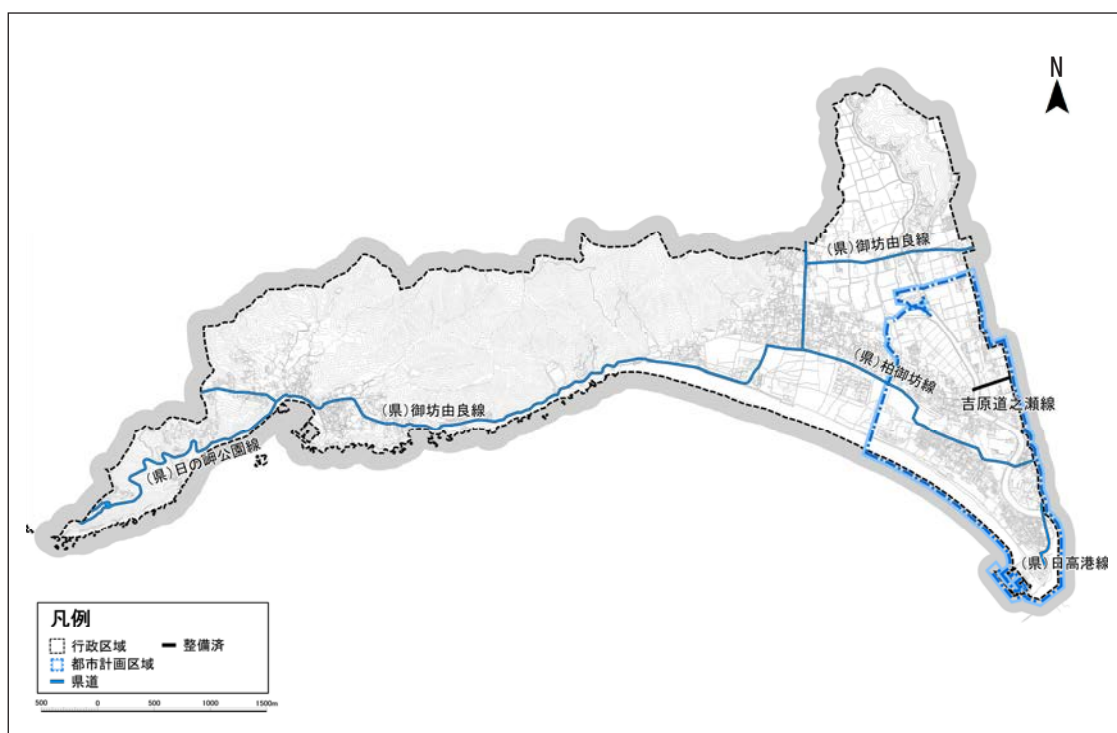 N
(県)御坊由良線
(県)柏御坊線
吉原道之瀬線
(県)御坊由良線
(県)日の岬公園線
(県)日高港線
凡例
行政区域
整備済
都市計画区域
県道
500 0 500 1000 1500m